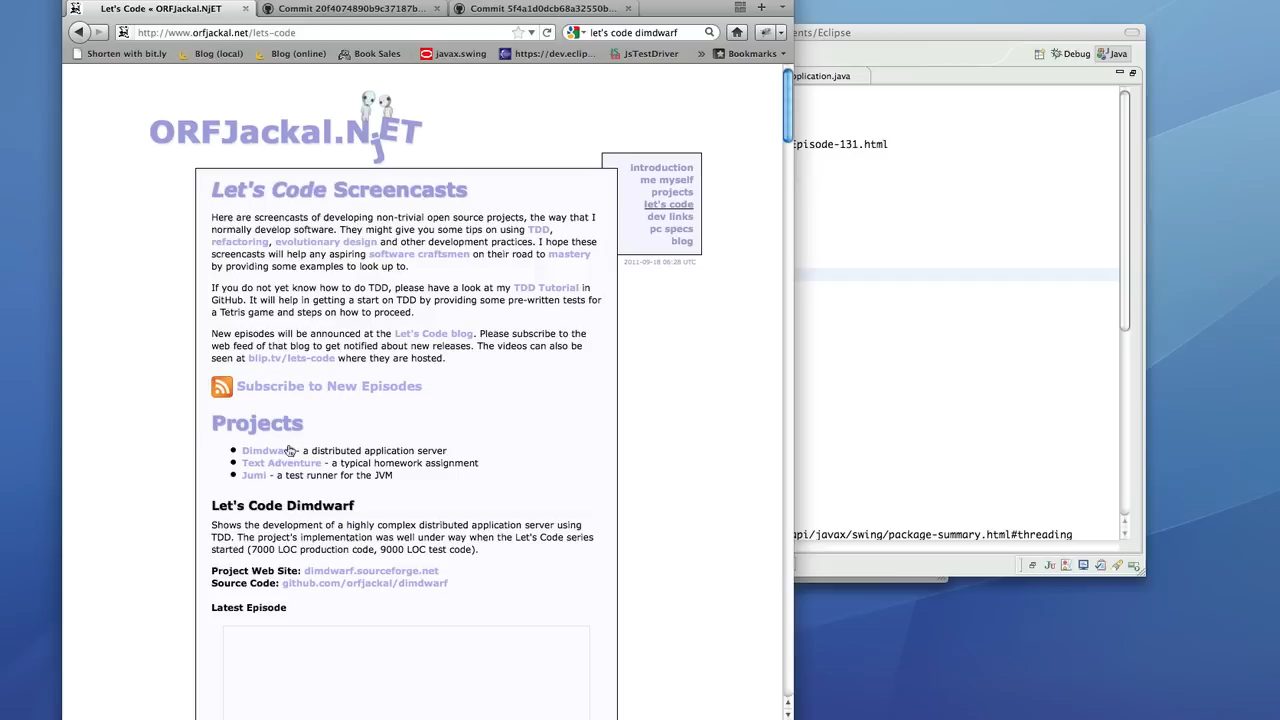 Let's Code « ORFJackal.NjET
Commit 20f4074890b9c37187b...
Commit 5f4a1d0dcb68a32550b...
http://www.orfjackal.net/lets-code
let's code dimdwarf
Shorten with bit.ly
Blog (local)
Blog (online)
Book Sales
javax.swing
https://dev.eclip...
JsTestDriver
»
Bookmarks
ents/Eclipse
Debug
Java
pplication.java
Episode-131.html
ORFJackal.NjET
introduction
me myself
projects
let's code
dev links
pc specs
blog
2011-09-18 06:28 UTC
Let's Code Screencasts
Here are screencasts of developing non-trivial open source projects, the way that I
normally develop software. They might give you some tips on using TDD,
refactoring, evolutionary design and other development practices. I hope these
screencasts will help any aspiring software craftsmen on their road to mastery
by providing some examples to look up to.
If you do not yet know how to do TDD, please have a look at my TDD Tutorial in
GitHub. It will help in getting a start on TDD by providing some pre-written tests for
a Tetris game and steps on how to proceed.
New episodes will be announced at the Let's Code blog. Please subscribe to the
web feed of that blog to get notified about new releases. The videos can also be
seen at blip.tv/lets-code where they are hosted.
Subscribe to New Episodes
Projects
Dimdwarf - a distributed application server
Text Adventure - a typical homework assignment
Jumi - a test runner for the JVM
Let's Code Dimdwarf
Shows the development of a highly complex distributed application server using
TDD. The project's implementation was well under way when the Let's Code series
started (7000 LOC production code, 9000 LOC test code).
Project Web Site: dimdwarf.sourceforge.net
Source Code: github.com/orfjackal/dimdwarf
Latest Episode
api/javax/swing/package-summary.html#threading
Ju